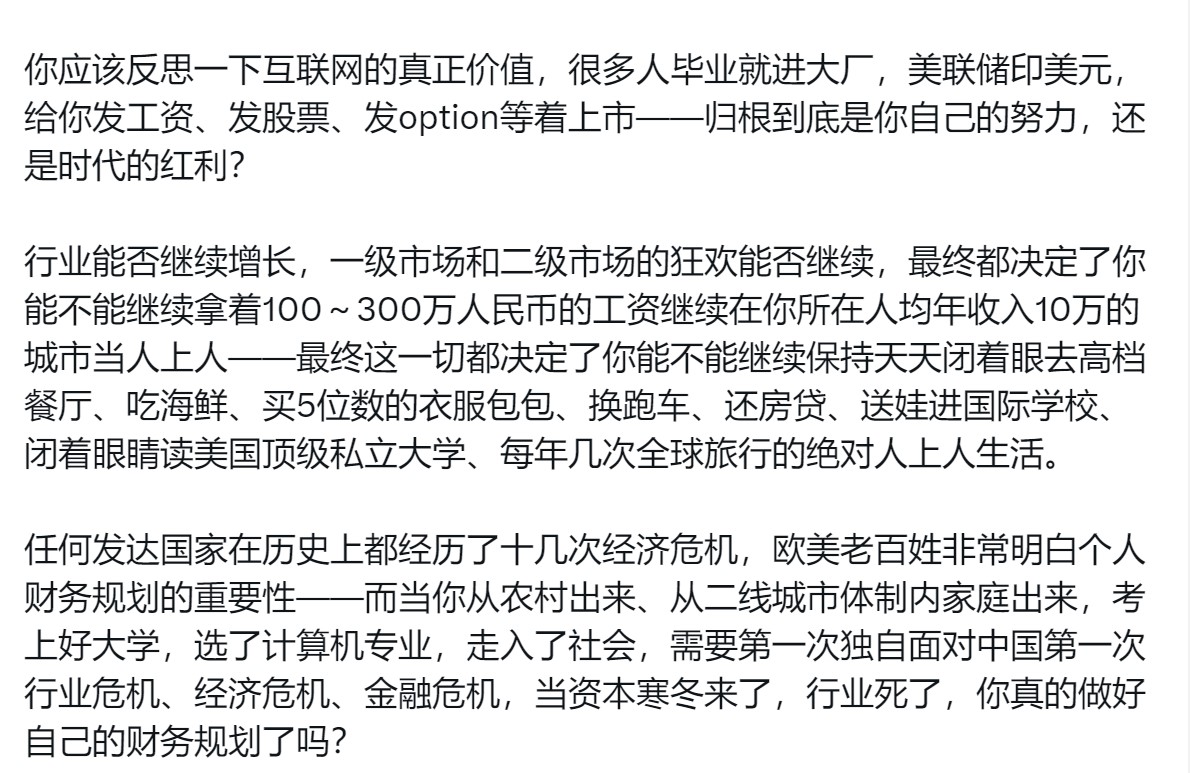 你应该反思一下互联网的真正价值，很多人毕业就进大厂，美联储印美元，
给你发工资、发股票、发option等着上市——归根到底是你自己的努力，还
是时代的红利？
行业能否继续增长，一级市场和二级市场的狂欢能否继续，最终都决定了你
能不能继续拿着100～300万人民币的工资继续在你所在人均年收入10万的
城市当人上人——最终这一切都决定了你能不能继续保持天天闭着眼去高档
餐厅、吃海鲜、买5位数的衣服包包、换跑车、还房贷、送娃进国际学校、
闭着眼睛读美国顶级私立大学、每年几次全球旅行的绝对人上人生活。
任何发达国家在历史上都经历了十几次经济危机，欧美老百姓非常明白个人
财务规划的重要性——而当你从农村出来、从二线城市体制内家庭出来，考
上好大学，选了计算机专业，走入了社会，需要第一次独自面对中国第一次
行业危机、经济危机、金融危机，当资本寒冬来了，行业死了，你真的做好
自己的财务规划了吗？